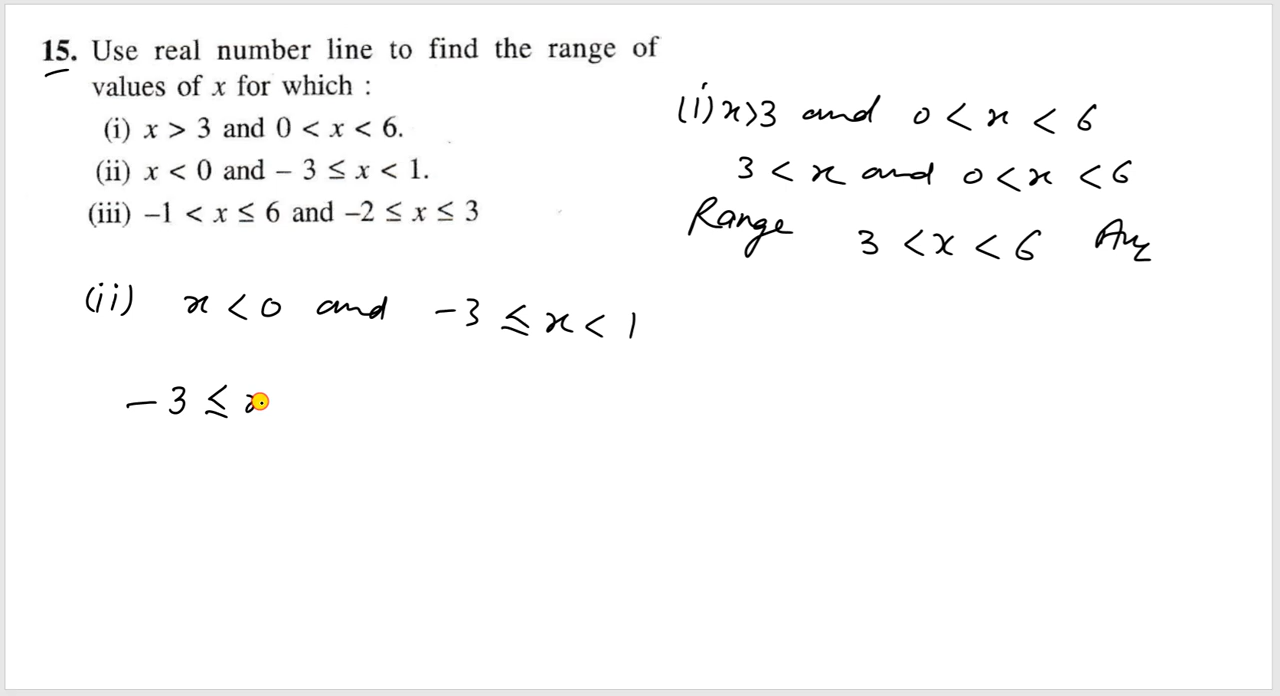 15. Use real number line to find the range of
values of x for which :
(i) x > 3 and 0 < x < 6.
(ii) x < 0 and – 3 ≤ x < 1.
(iii) –1 < x ≤ 6 and –2 ≤ x ≤ 3
(i) x>3 and 0 < x < 6
3 < x and 0 < x < 6
Range 3 < x < 6 Ans
(ii) x < 0 and -3 ≤ x < 1
-3 ≤ x